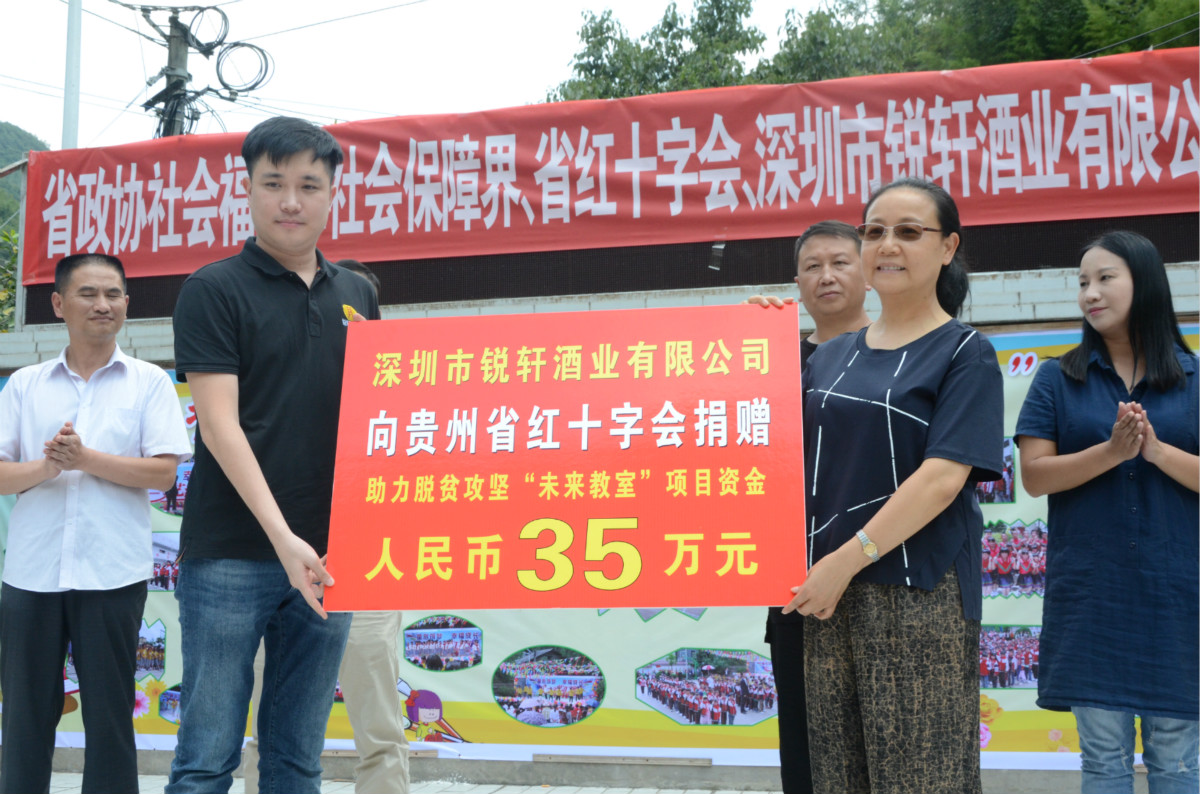 省政协社会福 社会保障界、省红十字会、深圳市锐轩酒业有限公
深圳市锐轩酒业有限公司
向贵州省红十字会捐赠
助力脱贫攻坚“未来教室”项目资金
人民币35万元